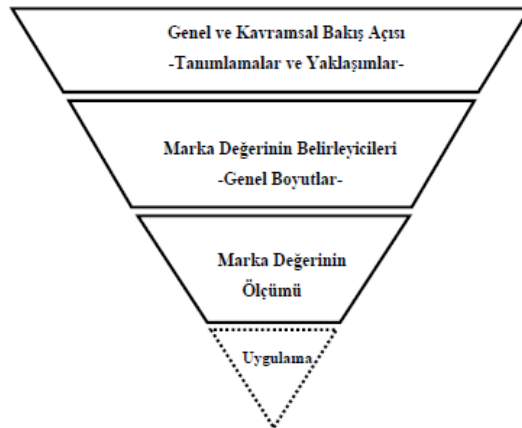 Genel ve Kavramsal Bakış Açısı
-Tanımlamalar ve Yaklaşımlar-
Marka Değerinin Belirleyicileri
-Genel Boyutlar-
Marka Değerinin
Ölçümü
Uygulama